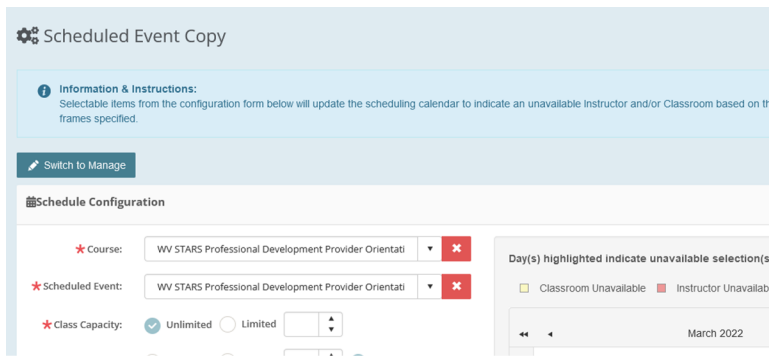 Scheduled Event Copy
Information & Instructions:
Selectable items from the configuration form below will update the scheduling calendar to indicate an unavailable Instructor and/or Classroom based on th
frames specified.
Switch to Manage
Schedule Configuration
*Course: WV STARS Professional Development Provider Orientati
Day(s) highlighted indicate unavailable selection(s
*Scheduled Event: WV STARS Professional Development Provider Orientati
Classroom Unavailable Instructor Unavailab
*Class Capacity: Unlimited Limited
March 2022